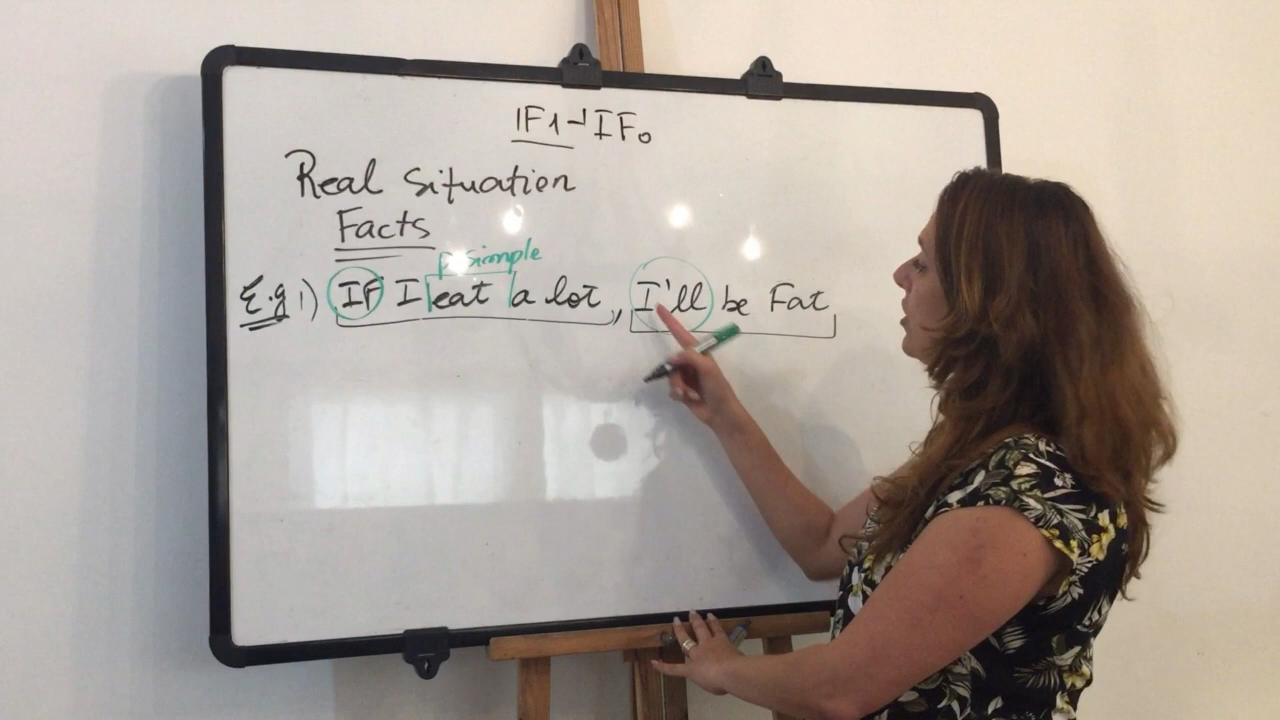 IF1 - IF0
Real Situation
Facts
p. simple
E.g 1) IF I eat a lot, I'll be Fat